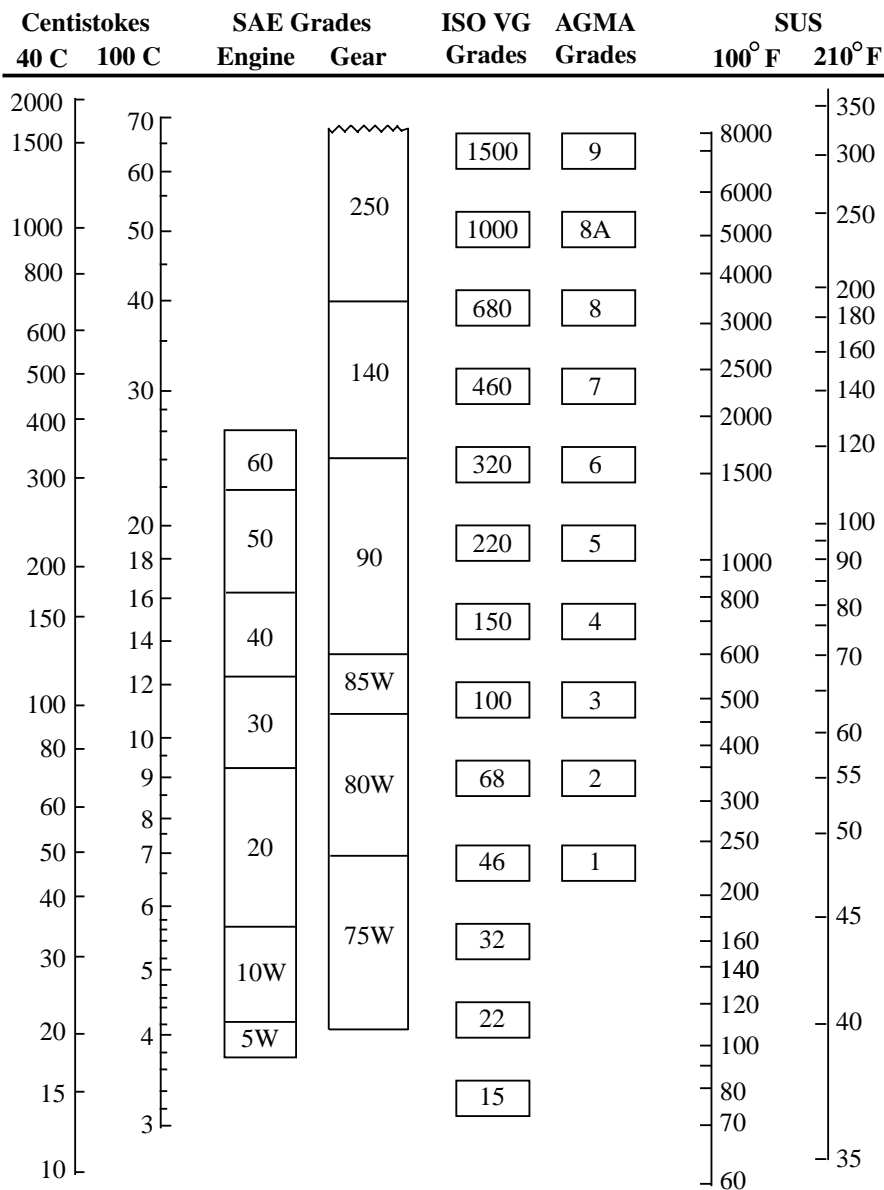 Centistokes SAE Grades ISO VG AGMA SUS
40 C 100 C Engine Gear Grades Grades 100° F 210° F
2000 350
70
1500 1500 9 8000 300
60
250 6000
1000 50 1000 8A 5000 250
800 4000
40 680 8 200
600 3000 180
160
500 140 460 7 2500
30 140
400 2000
60 320 6 120
300 1500
20 100
50 220 5
18 90 1000 90
200
16 800 80
150 150 4
14 40
600 70
12 85W
100 100 3 500
10 30 60
80 400
9 80W 68 2 55
60 300
8
20 250 50
50 7 46 1
40 200
6 45
75W 32 160
30
5 10W 140
120
20 4 22 40
5W 100
15 15 80
3 70
10 35
60